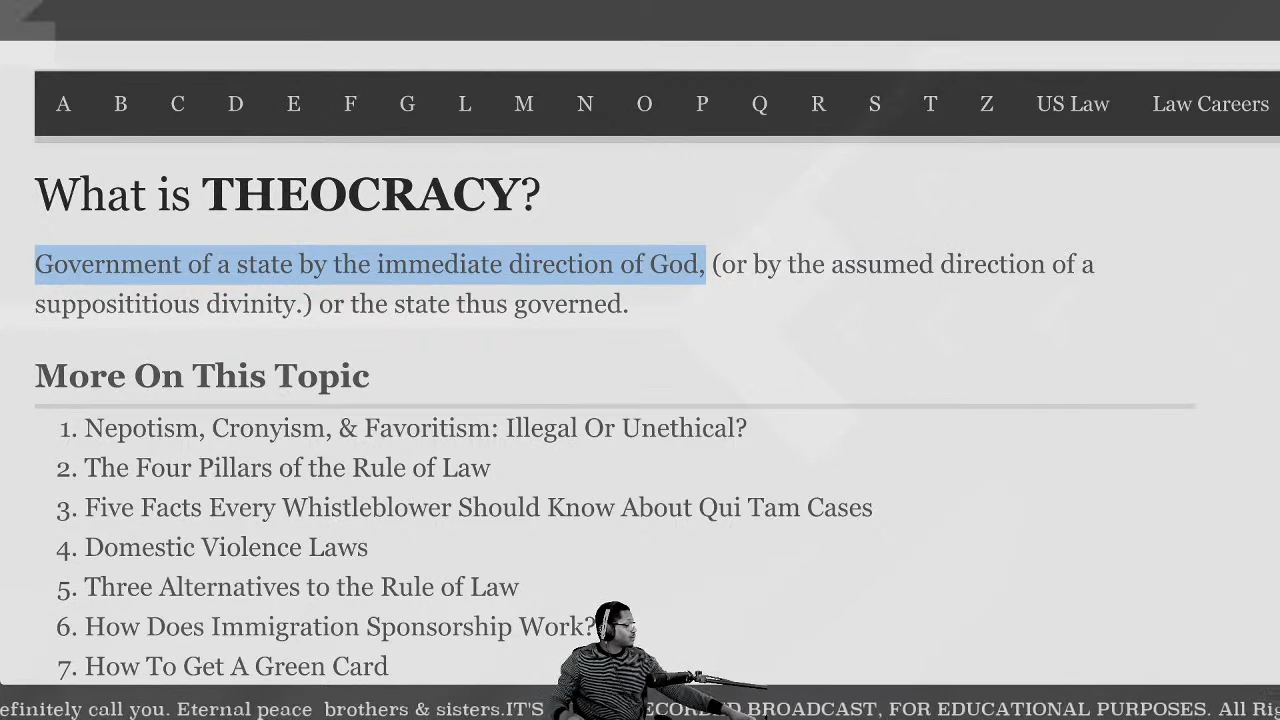 A B C D E F G L M N O P Q R S T Z US Law Law Careers
What is THEOCRACY?
Government of a state by the immediate direction of God, (or by the assumed direction of a
supposititious divinity.) or the state thus governed.
More On This Topic
1. Nepotism, Cronyism, & Favoritism: Illegal Or Unethical?
2. The Four Pillars of the Rule of Law
3. Five Facts Every Whistleblower Should Know About Qui Tam Cases
4. Domestic Violence Laws
5. Three Alternatives to the Rule of Law
6. How Does Immigration Sponsorship Work?
7. How To Get A Green Card
efinitely call you. Eternal peace brothers & sisters.IT'S ECORDED BROADCAST, FOR EDUCATIONAL PURPOSES. All Ri